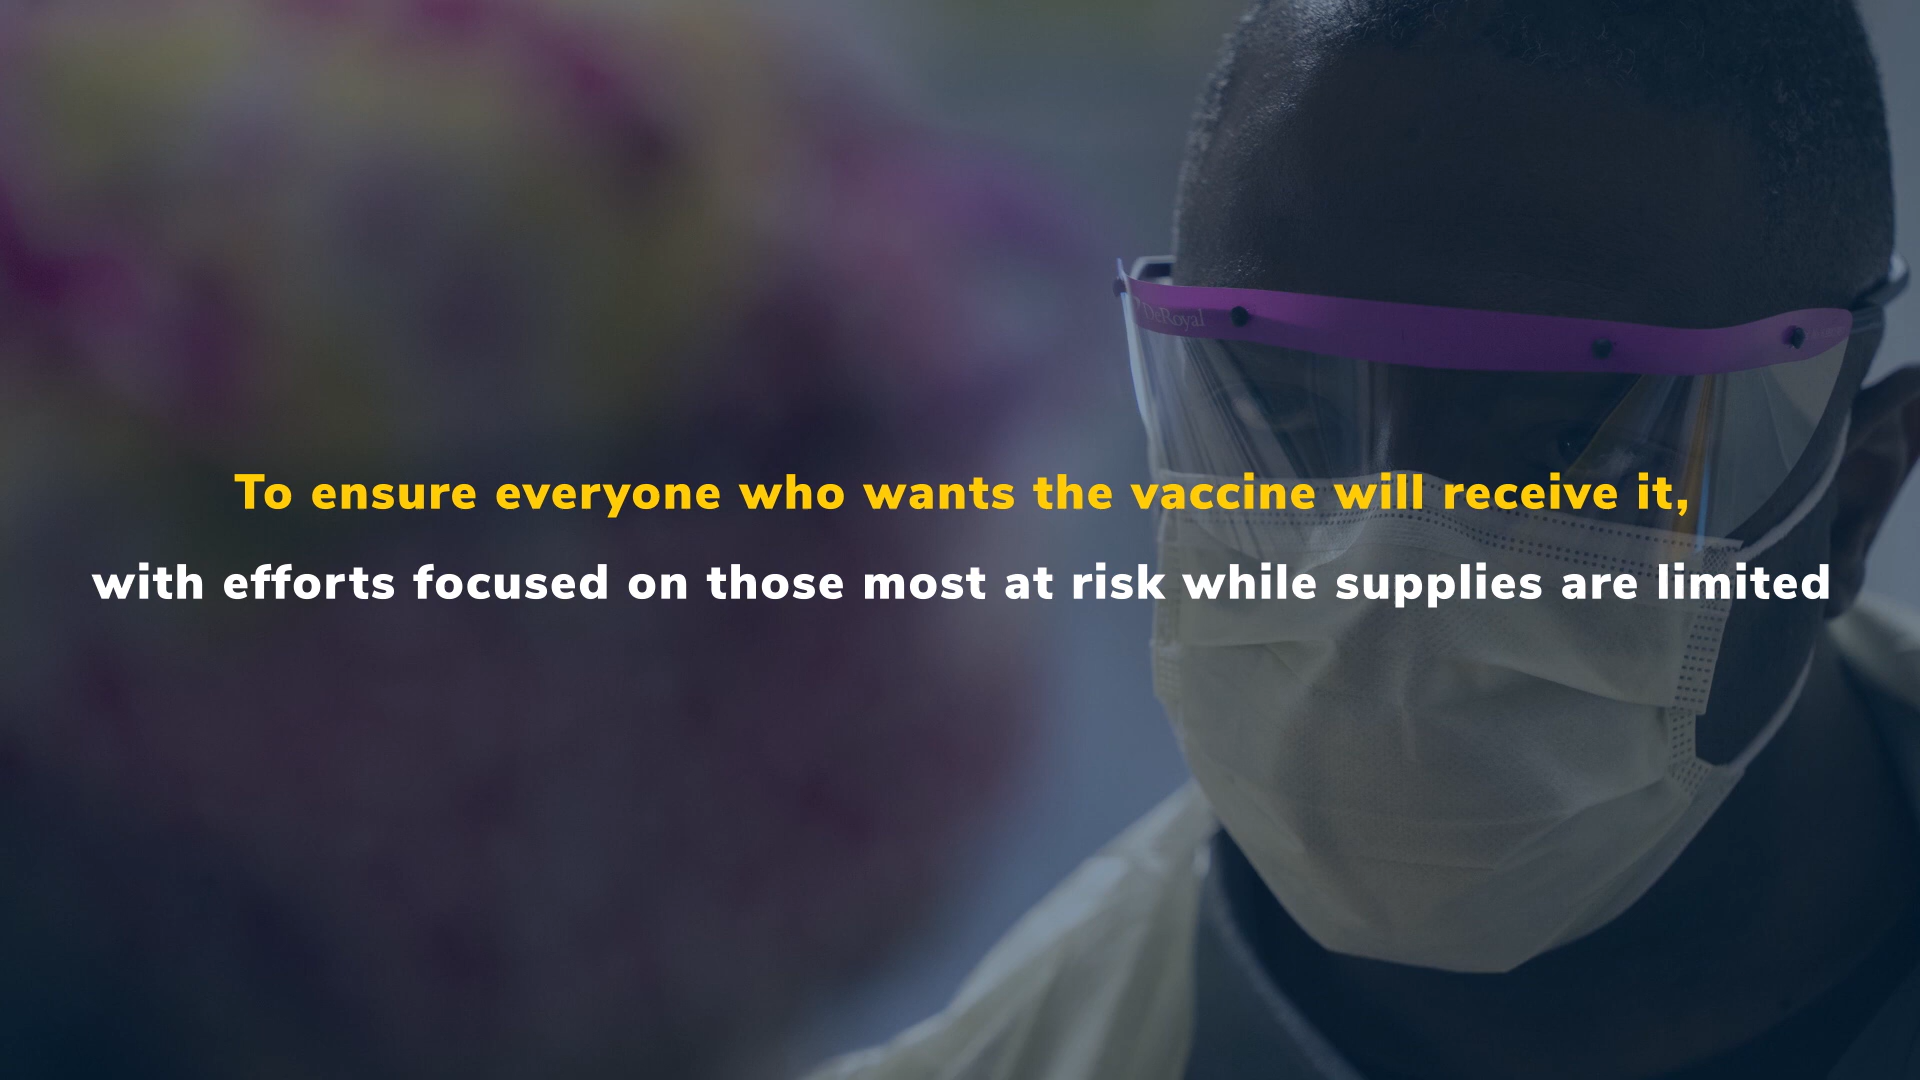 DeRoyal
To ensure everyone who wants the vaccine will receive it,
with efforts focused on those most at risk while supplies are limited